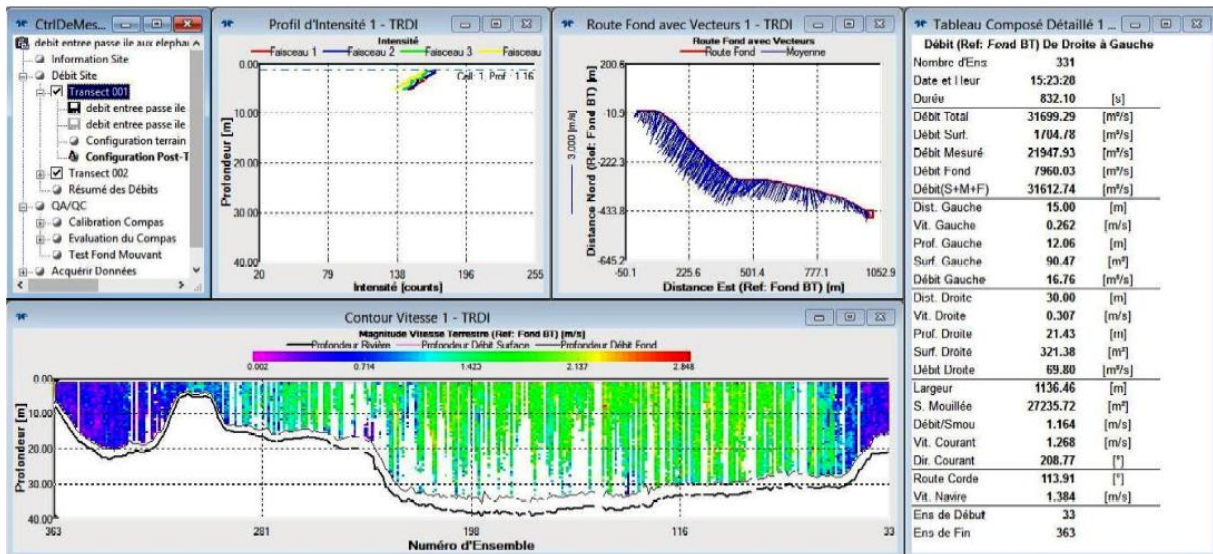 CtrlDeMes...
debit entree passe ile aux elepha
Information Site
Débit Site
Transect 001
debit entree passe ile
debit entree passe ile
Configuration terrain
Configuration Post-T
Transect 002
Résumé des Débits
QA/QC
Calibration Compas
Evaluation du Compas
Test Fond Mouvant
Acquérir Données
Profil d'Intensité 1 - TRDI
Intensité
Faisceau 1 Faisceau 2 Faisceau 3 Faisceau
Cell: 1, Prof.: 1.16
Profondeur [m]
0.00
10.00
20.00
30.00
40.00
20 79 138 196 255
Intensité [counts]
Route Fond avec Vecteurs 1 - TRDI
Route Fond avec Vecteurs
Route Fond Moyenne
3.000 [m/s]
Distance Nord (Ref: Fond BT) [m]
200.6
-10.9
-222.3
-433.8
-645.2
-50.1 225.6 501.4 777.1 1052.9
Distance Est (Ref: Fond BT) [m]
Tableau Composé Détaillé 1 ...
Débit (Ref: Fond BT) De Droite à Gauche
Nombre d'Ens 331
Date et Heur 15:23:20
Durée 832.10 [s]
Débit Total 31699.29 [m³/s]
Débit Surf. 1704.78 [m³/s]
Débit Mesuré 21947.93 [m³/s]
Débit Fond 7960.03 [m³/s]
Débit(S+M+F) 31612.74 [m³/s]
Dist. Gauche 15.00 [m]
Vit. Gauche 0.262 [m/s]
Prof. Gauche 12.06 [m]
Surf. Gauche 90.47 [m²]
Débit Gauche 16.76 [m³/s]
Dist. Droite 30.00 [m]
Vit. Droite 0.307 [m/s]
Prof. Droite 21.43 [m]
Surf. Droite 321.38 [m²]
Débit Droite 69.80 [m³/s]
Largeur 1136.46 [m]
S. Mouillée 27235.72 [m²]
Débit/Smou 1.164 [m/s]
Vit. Courant 1.268 [m/s]
Dir. Courant 208.77 [°]
Route Corde 113.91 [°]
Vit. Navire 1.384 [m/s]
Ens de Début 33
Ens de Fin 363
Contour Vitesse 1 - TRDI
Magnitude Vitesse Terrestre (Ref: Fond BT) [m/s]
Profondeur Rivière Profondeur Débit Surface Profondeur Débit Fond
0.002 0.714 1.423 2.137 2.848
Profondeur [m]
0.00
10.00
20.00
30.00
40.00
363 281 198 116 33
Numéro d'Ensemble